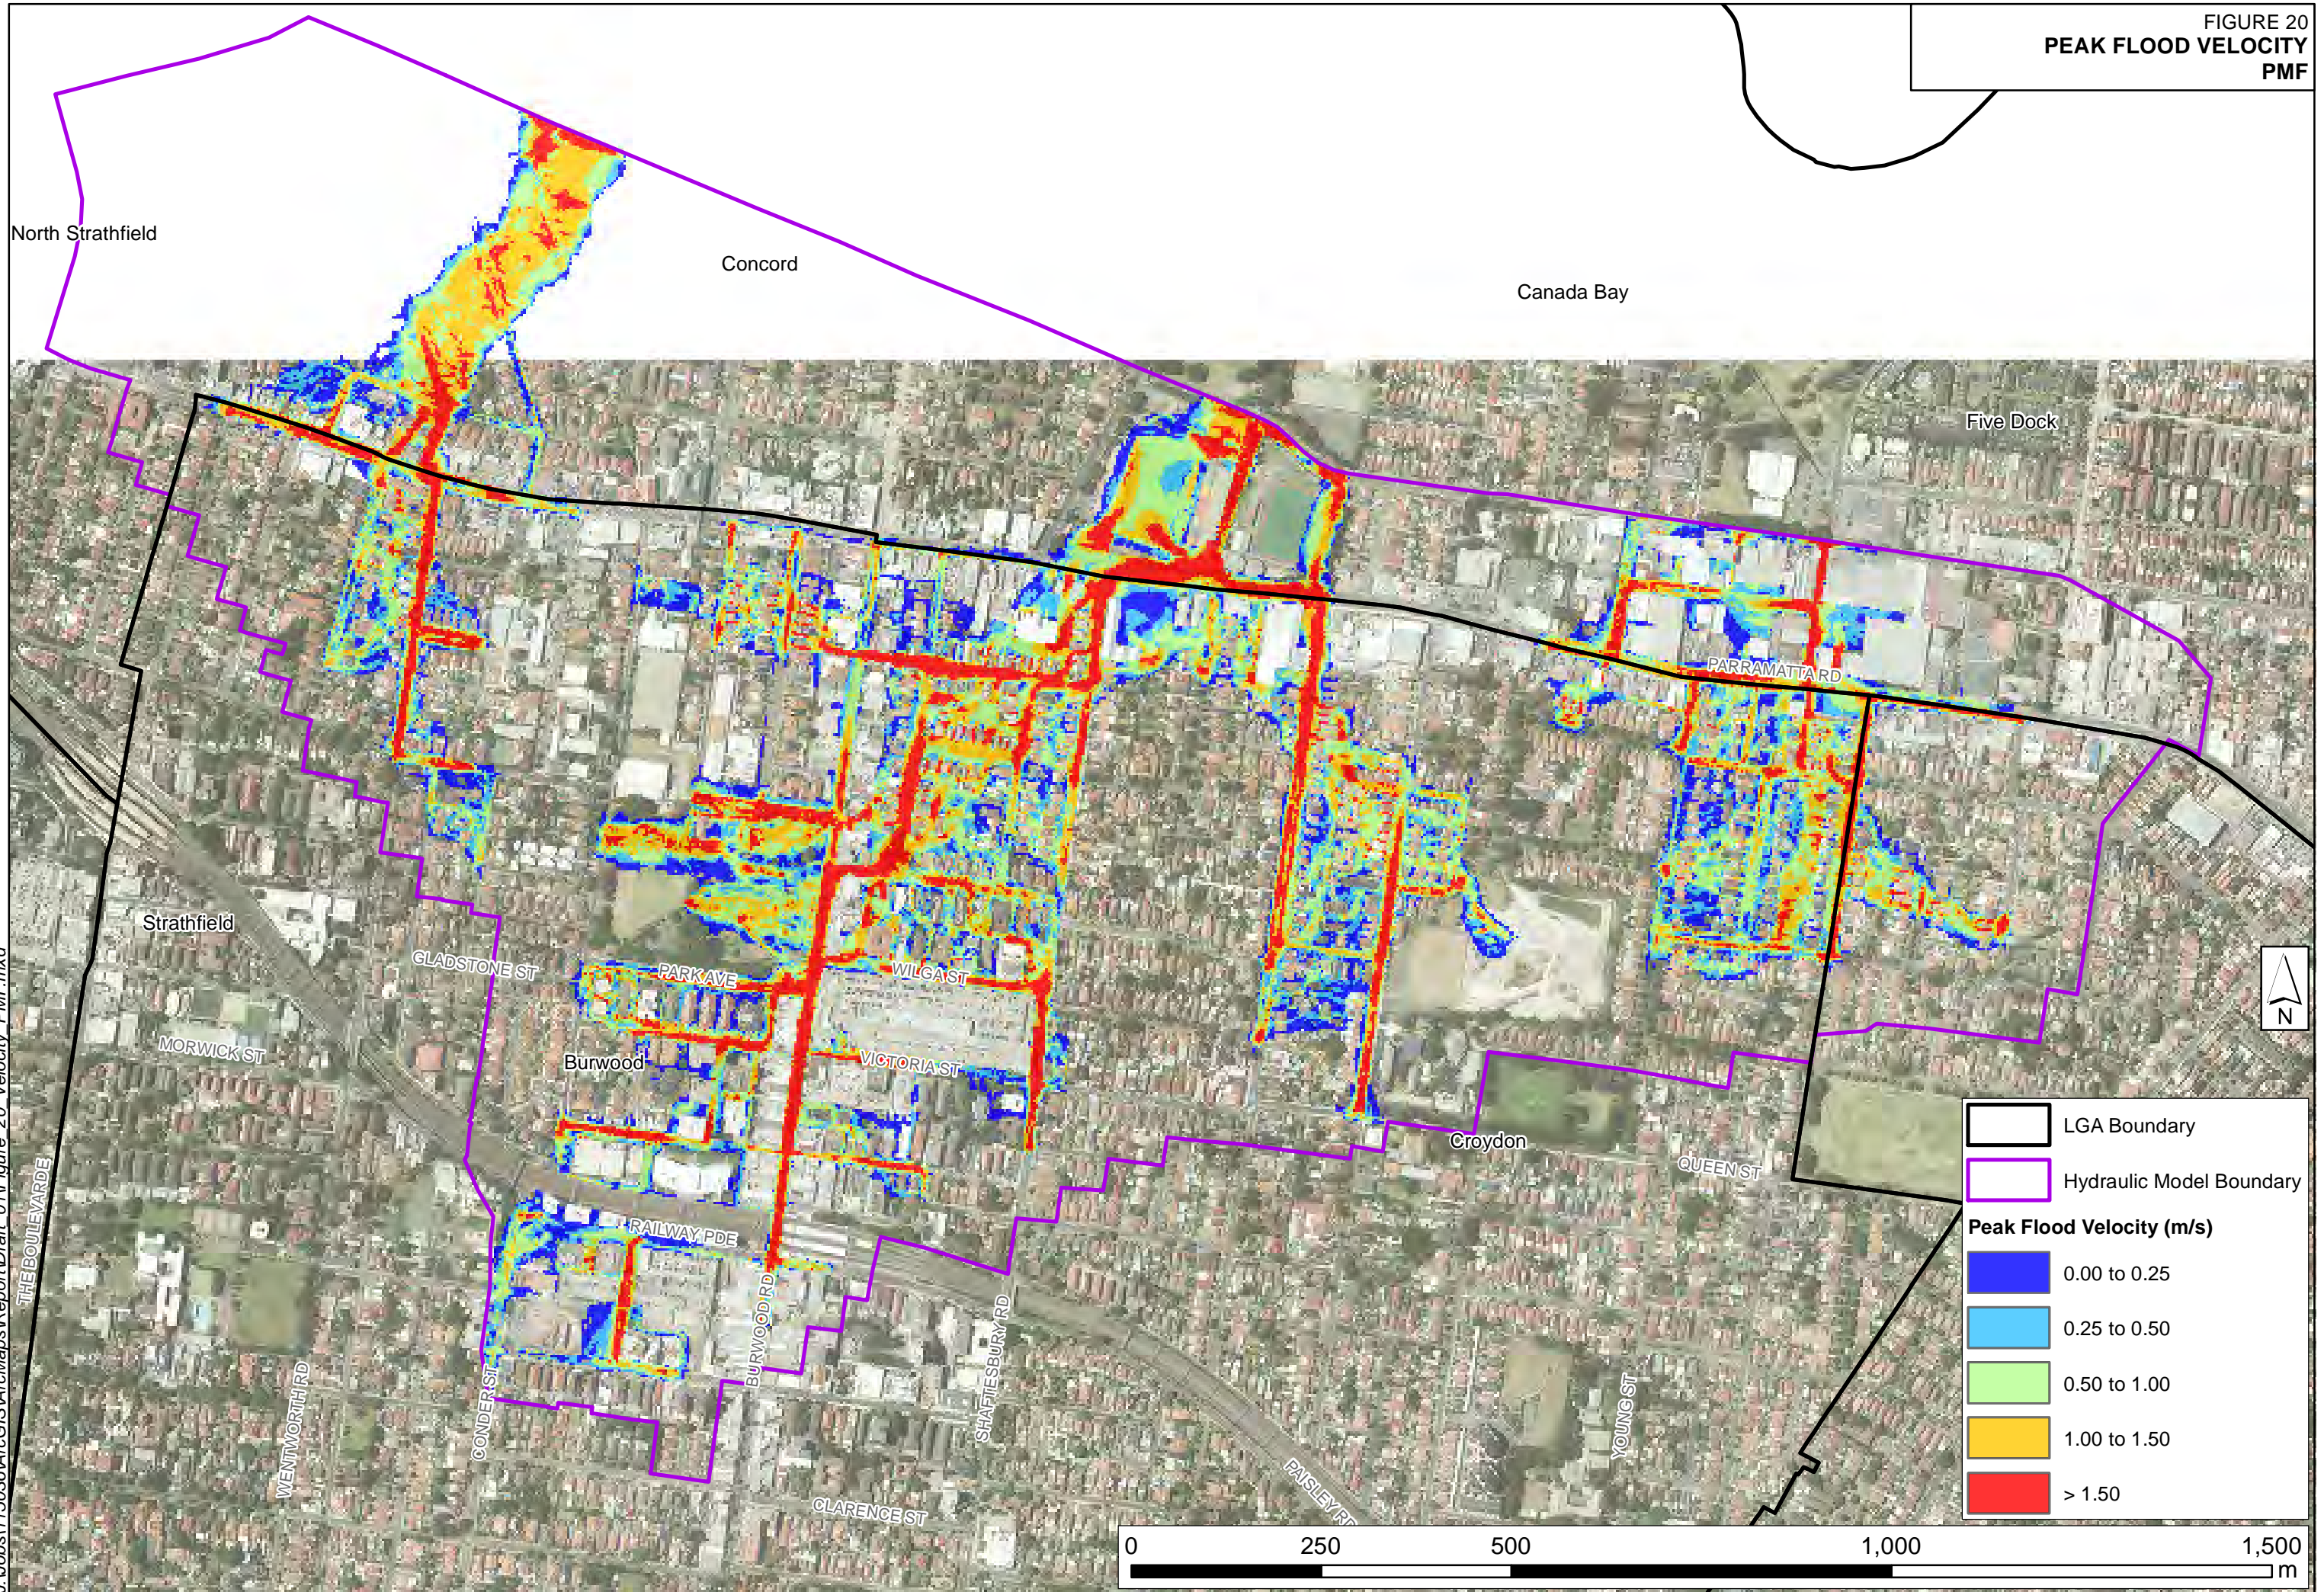 FIGURE 20
PEAK FLOOD VELOCITY
PMF
North Strathfield
Concord
Canada Bay
Five Dock
PARRAMATTA RD
Strathfield
GLADSTONE ST
PARK AVE
WILGA ST
MORWICK ST
Burwood
VICTORIA ST
Croydon
QUEEN ST
THE BOULEVARDE
RAILWAY PDE
BURWOOD RD
SHAFTESBURY RD
WENTWORTH RD
CONDER ST
YOUNG ST
PAISLEY RD
CLARENCE ST
N
LGA Boundary
Hydraulic Model Boundary
Peak Flood Velocity (m/s)
0.00 to 0.25
0.25 to 0.50
0.50 to 1.00
1.00 to 1.50
> 1.50
0 250 500 1,000 1,500
m